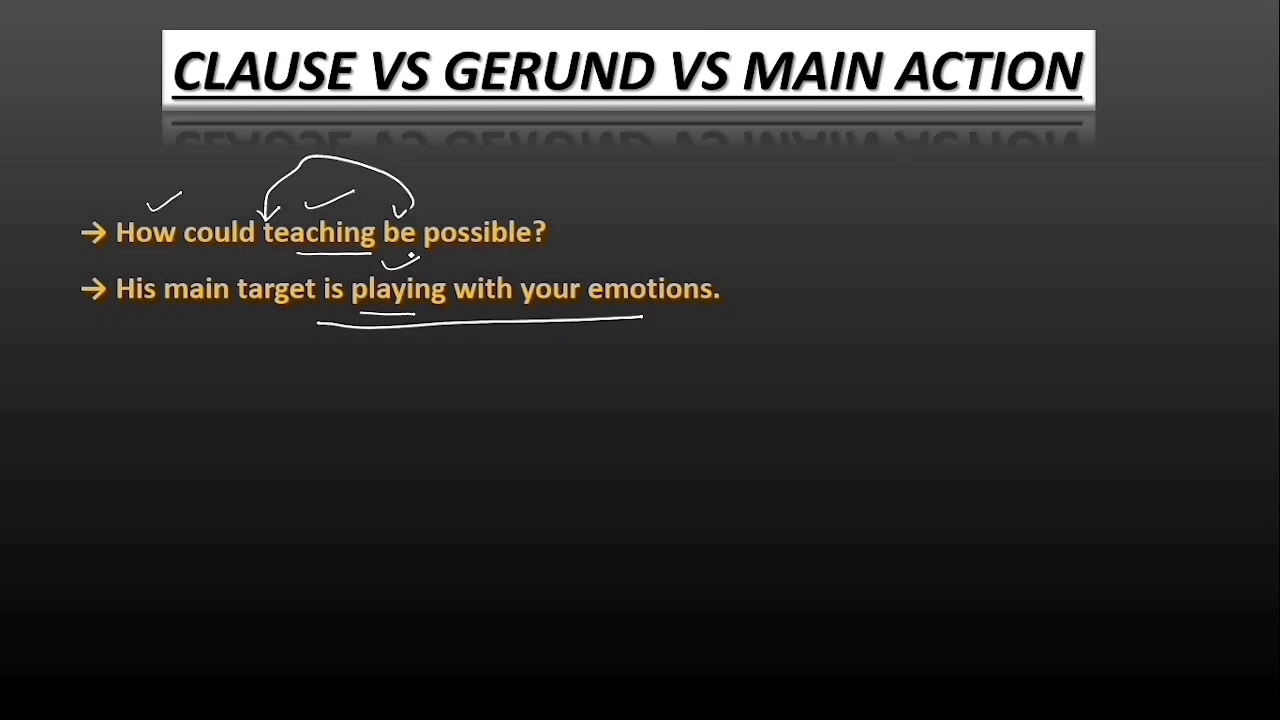 CLAUSE VS GERUND VS MAIN ACTION
→ How could teaching be possible?
→ His main target is playing with your emotions.